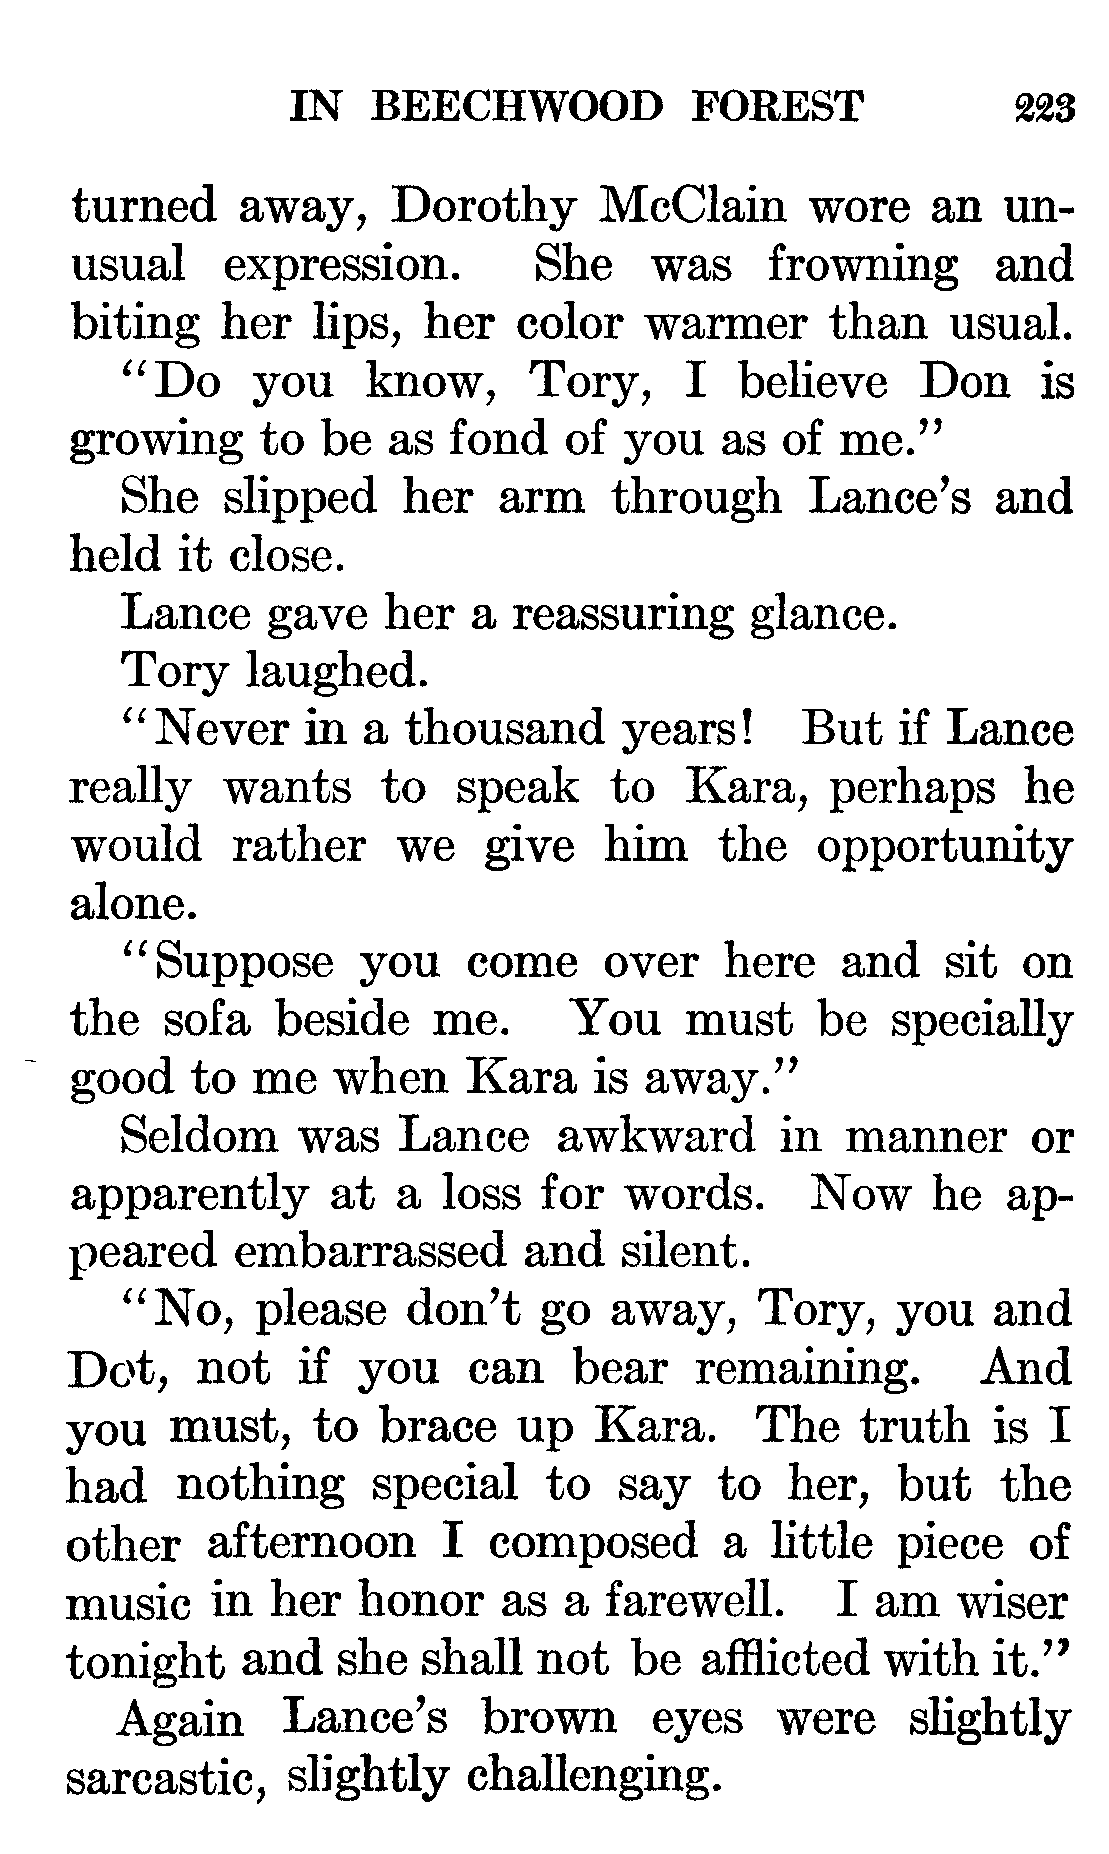 IN BEECHWOOD FOREST 223
turned away, Dorothy McClain wore an un-
usual expression. She was frowning and
biting her lips, her color warmer than usual.
“Do you know, Tory, I believe Don is
growing to be as fond of you as of me.”
She slipped her arm through Lance’s and
held it close.
Lance gave her a reassuring glance.
Tory laughed.
“Never in a thousand years! But if Lance
really wants to speak to Kara, perhaps he
would rather we give him the opportunity
alone.
“Suppose you come over here and sit on
the sofa beside me. You must be specially
good to me when Kara is away.”
Seldom was Lance awkward in manner or
apparently at a loss for words. Now he ap-
peared embarrassed and silent.
“No, please don’t go away, Tory, you and
Dot, not if you can bear remaining. And
you must, to brace up Kara. The truth is I
had nothing special to say to her, but the
other afternoon I composed a little piece of
music in her honor as a farewell. I am wiser
tonight and she shall not be afflicted with it.”
Again Lance’s brown eyes were slightly
sarcastic, slightly challenging.